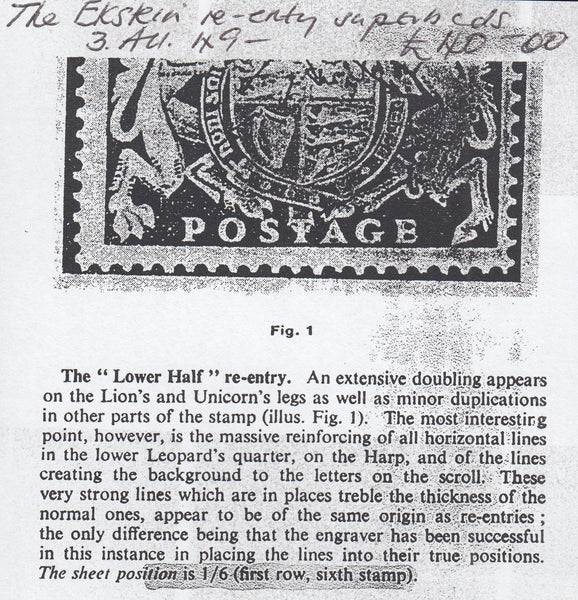 The Ekskin re-enty superb cds
3. AU. 49 - £40-00
POSTAGE
Fig. 1
The “ Lower Half ” re-entry. An extensive doubling appears
on the Lion's and Unicorn's legs as well as minor duplications
in other parts of the stamp (illus. Fig. 1). The most interesting
point, however, is the massive reinforcing of all horizontal lines
in the lower Leopard's quarter, on the Harp, and of the lines
creating the background to the letters on the scroll. These
very strong lines which are in places treble the thickness of the
normal ones, appear to be of the same origin as re-entries ;
the only difference being that the engraver has been successful
in this instance in placing the lines into their true positions.
The sheet position is 1/6 (first row, sixth stamp).